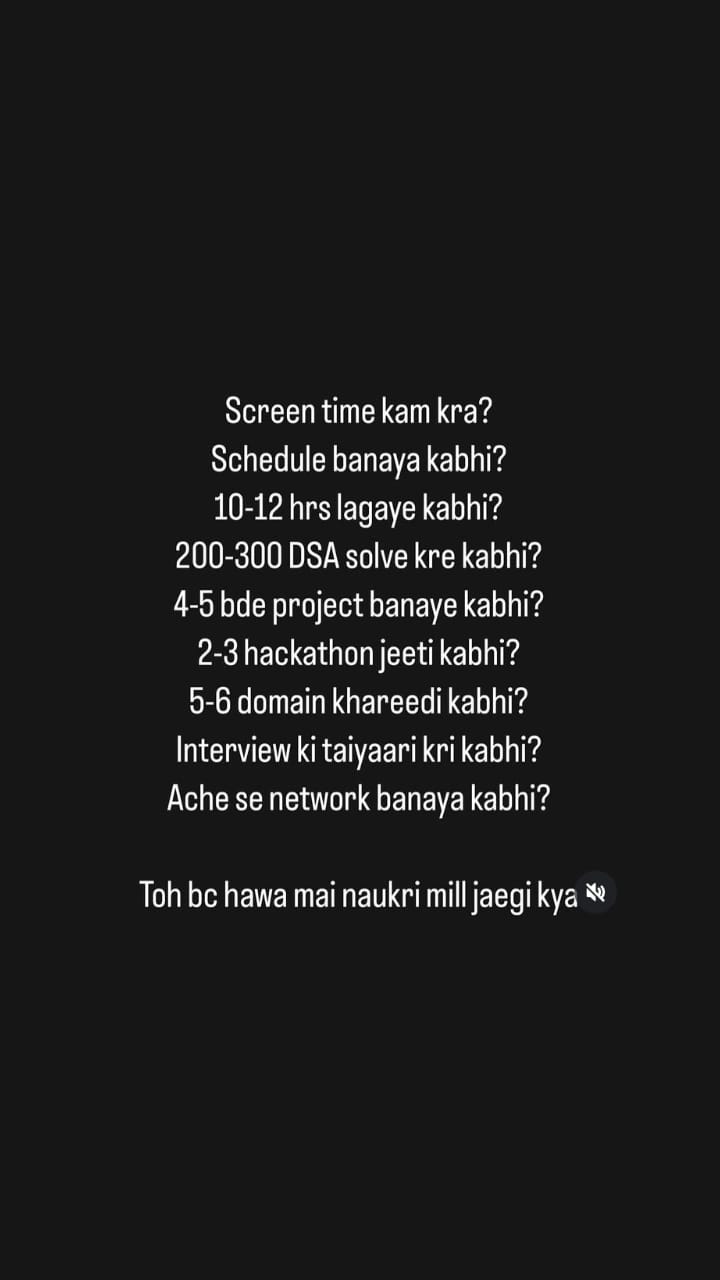 Screen time kam kra?
Schedule banaya kabhi?
10-12 hrs lagaye kabhi?
200-300 DSA solve kre kabhi?
4-5 bde project banaye kabhi?
2-3 hackathon jeeti kabhi?
5-6 domain khareedi kabhi?
Interview ki taiyaari kri kabhi?
Ache se network banaya kabhi?
Toh bc hawa mai naukri mill jaegi kya